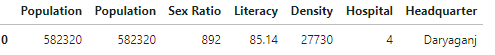 Population Population Sex Ratio Literacy Density Hospital Headquarter
0 582320 582320 892 85.14 27730 4 Daryaganj